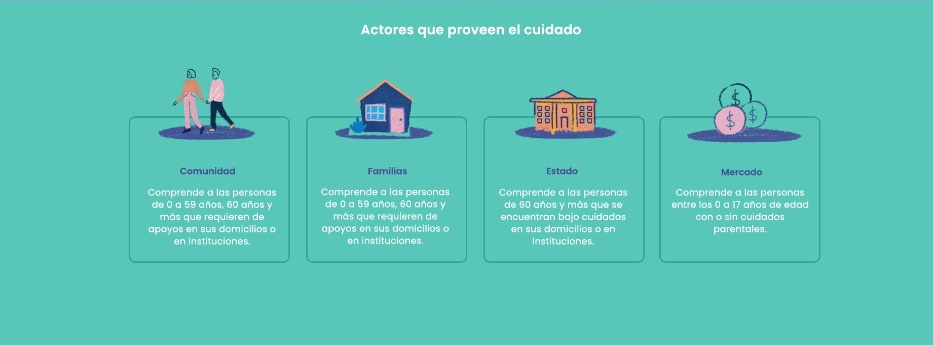 Actores que proveen el cuidado
Comunidad
Comprende a las personas
de 0 a 59 años, 60 años y
más que requieren de
apoyos en sus domicilios o
en instituciones.
Familias
Comprende a las personas
de 0 a 59 años, 60 años y
más que requieren de
apoyos en sus domicilios o
en instituciones.
Estado
Comprende a las personas
de 60 años y más que se
encuentran bajo cuidados
en sus domicilios o en
instituciones.
Mercado
Comprende a las personas
entre los 0 a 17 años de edad
con o sin cuidados
parentales.